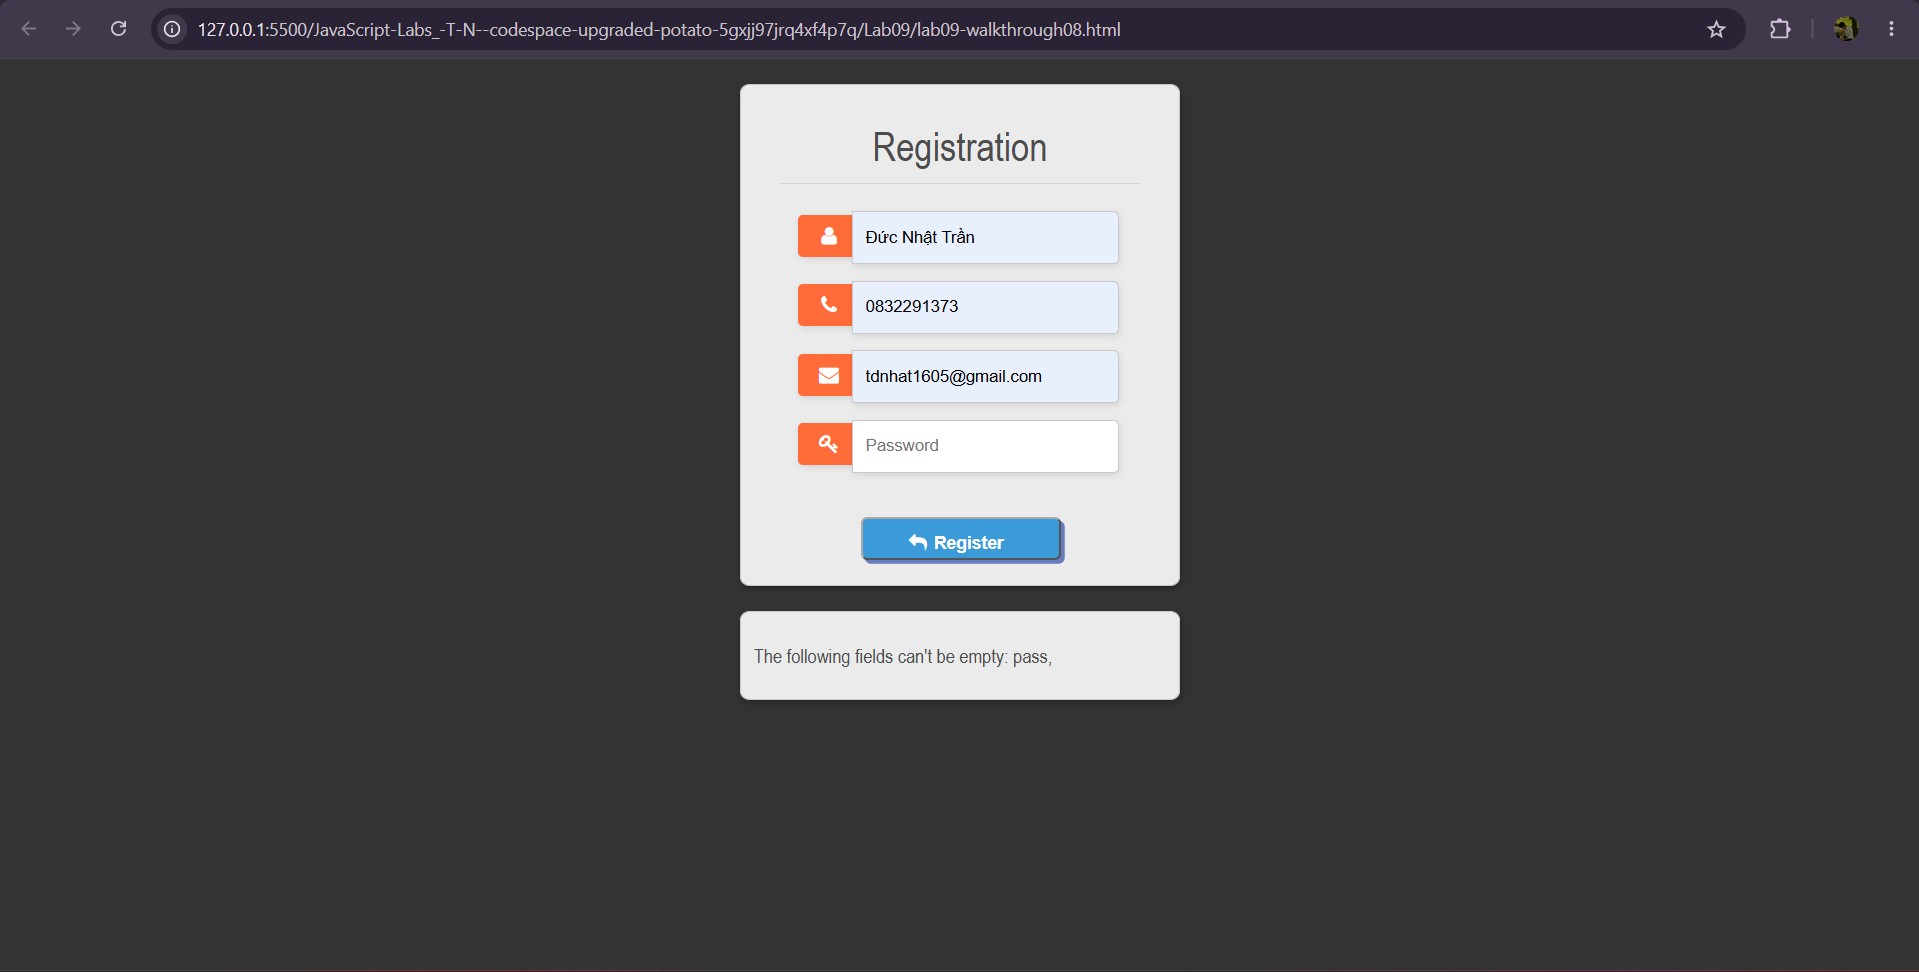 127.0.0.1:5500/JavaScript-Labs_-T-N--codespace-upgraded-potato-5gxjj97jrq4xf4p7q/Lab09/lab09-walkthrough08.html
Registration
Đức Nhật Trần
0832291373
tdnhat1605@gmail.com
Password
Register
The following fields can't be empty: pass,